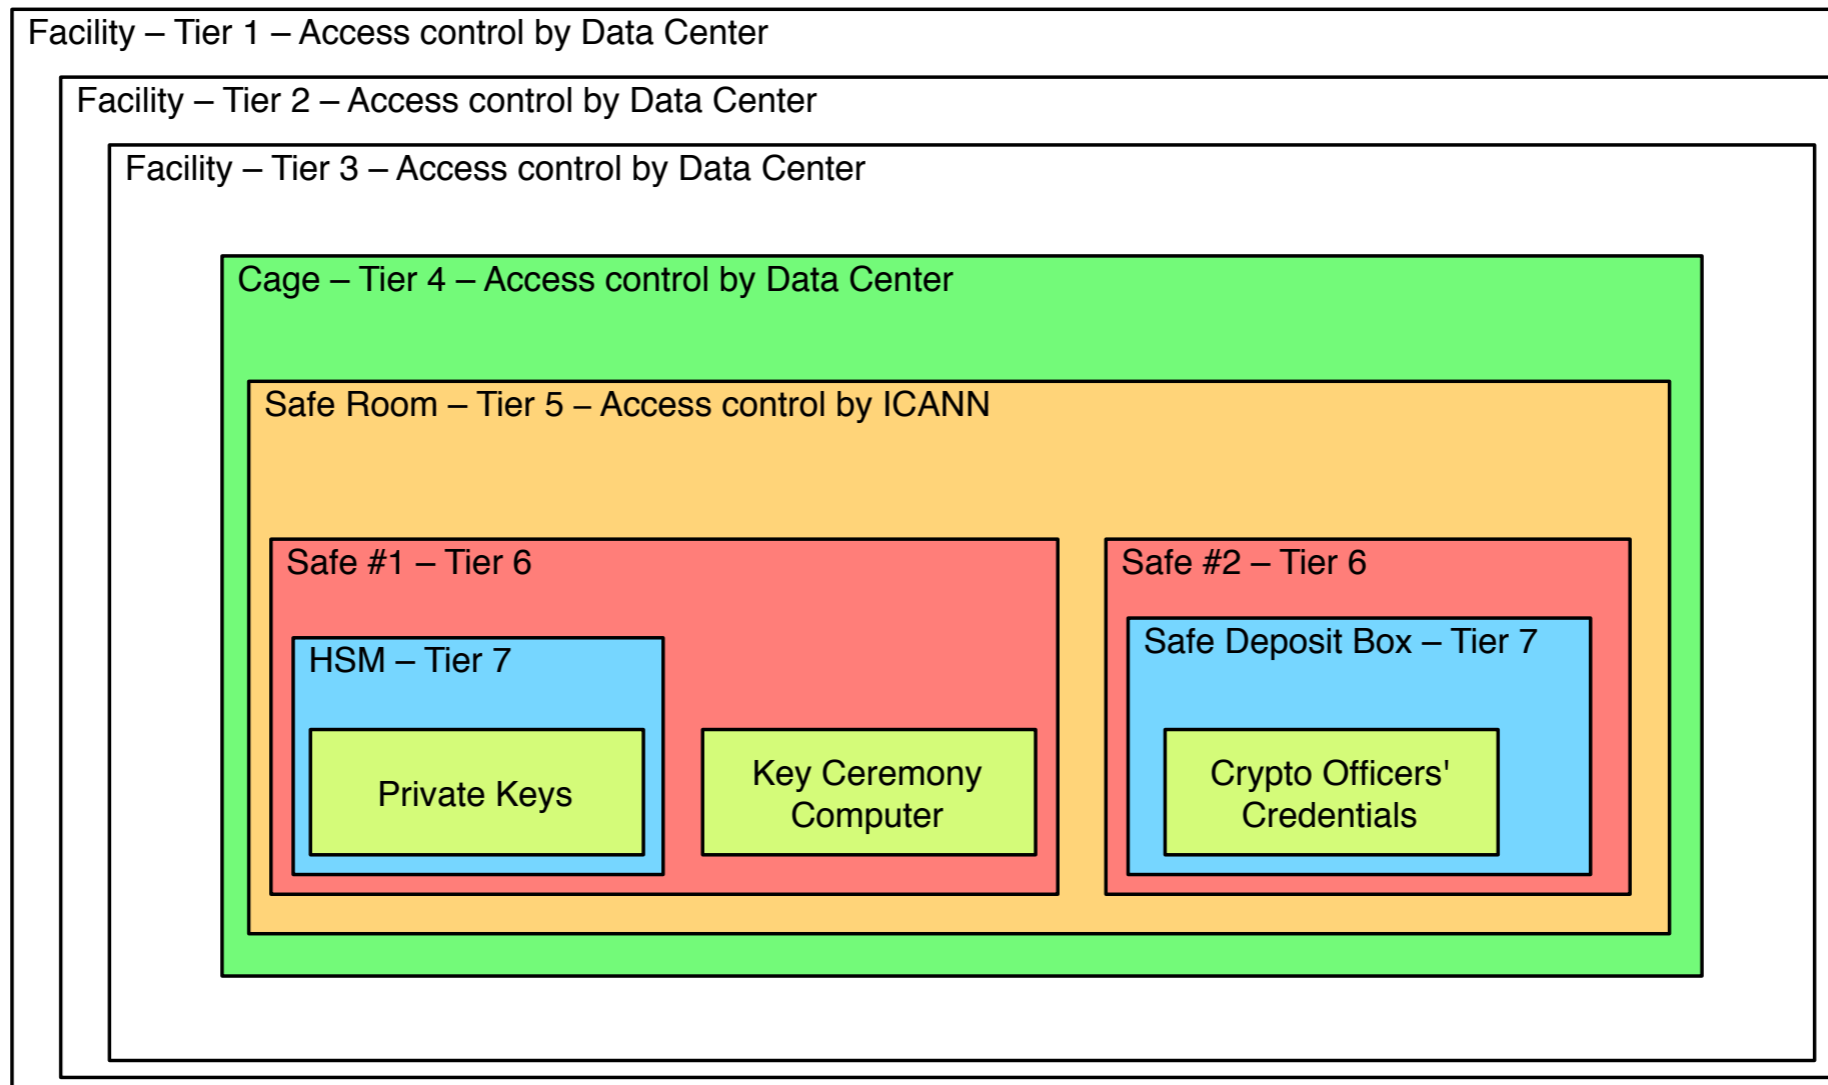 Facility – Tier 1 – Access control by Data Center
Facility – Tier 2 – Access control by Data Center
Facility – Tier 3 – Access control by Data Center
Cage – Tier 4 – Access control by Data Center
Safe Room – Tier 5 – Access control by ICANN
Safe #1 – Tier 6
HSM – Tier 7
Private Keys
Key Ceremony
Computer
Safe #2 – Tier 6
Safe Deposit Box – Tier 7
Crypto Officers'
Credentials